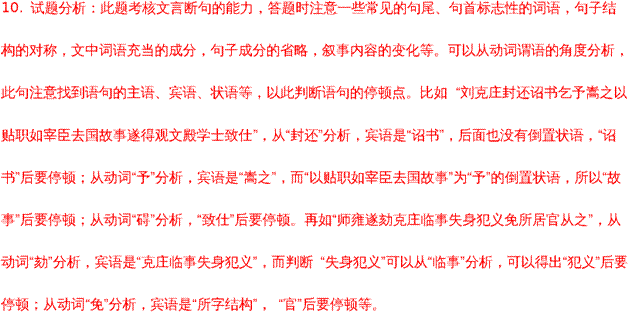 10. 试题分析：此题考核文言断句的能力，答题时注意一些常见的句尾、句首标志性的词语，句子结
构的对称，文中词语充当的成分，句子成分的省略，叙事内容的变化等。可以从动词谓语的角度分析，
此句注意找到语句的主语、宾语、状语等，以此判断语句的停顿点。比如 “刘克庄封还诏书乞予嵩之以
贴职如宰臣去国故事遂得观文殿学士致仕”，从“封还”分析，宾语是“诏书”，后面也没有倒置状语，“诏
书”后要停顿；从动词“予”分析，宾语是“嵩之”，而“以贴职如宰臣去国故事”为“予”的倒置状语，所以“故
事”后要停顿；从动词“碍”分析，“致仕”后要停顿。再如“师雍遂劾克庄临事失身犯义免所居官从之”，从
动词“劾”分析，宾语是“克庄临事失身犯义”，而判断 “失身犯义”可以从“临事”分析，可以得出“犯义”后要
停顿；从动词“免”分析，宾语是“所字结构”， “官”后要停顿等。